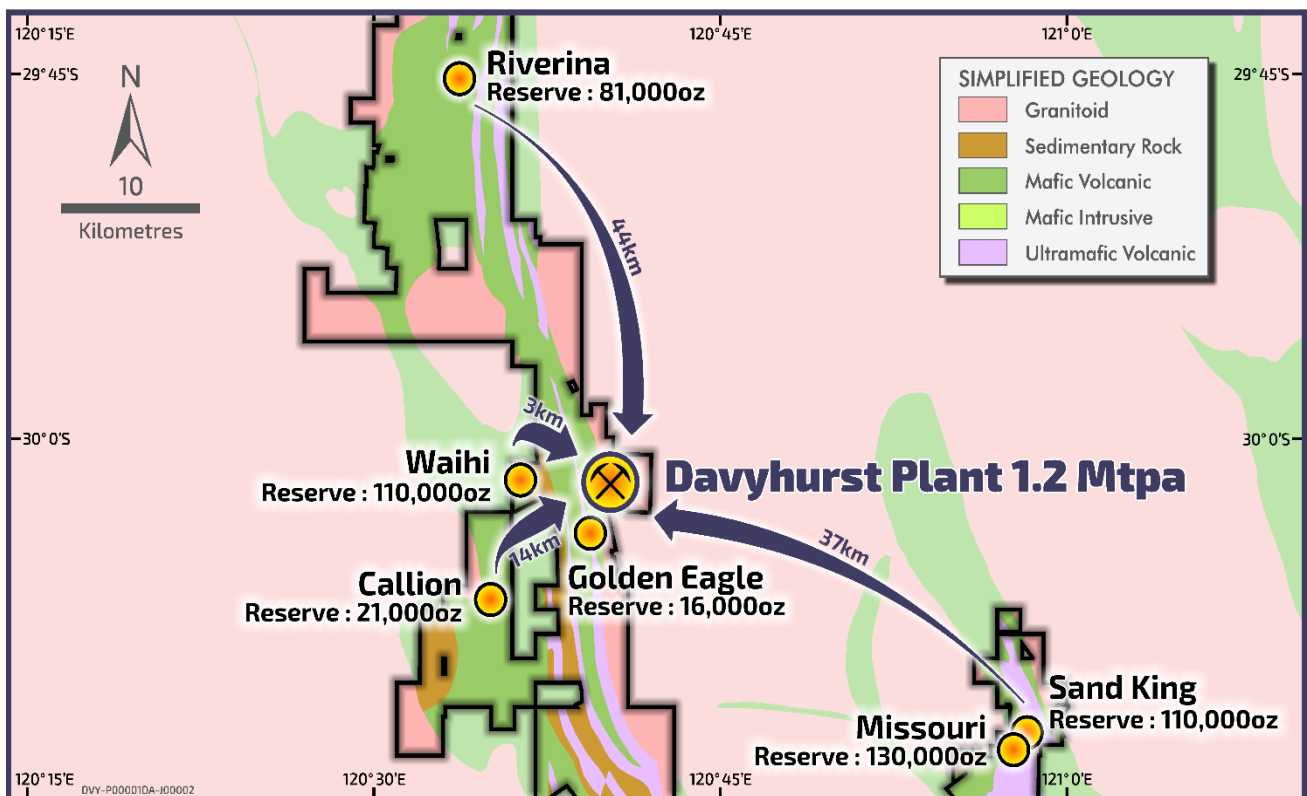 120°15'E
120°30'E
120°45'E
121°0'E
29°45'S
29°45'S
N
10
Kilometres
Riverina
Reserve : 81,000oz
SIMPLIFIED GEOLOGY
Granitoid
Sedimentary Rock
Mafic Volcanic
Mafic Intrusive
Ultramafic Volcanic
44km
30°0'S
30°0'S
3km
Waihi
Reserve : 110,000oz
Davyhurst Plant 1.2 Mtpa
14km
37km
Callion
Reserve : 21,000oz
Golden Eagle
Reserve : 16,000oz
Sand King
Reserve : 110,000oz
Missouri
Reserve : 130,000oz
120°15'E
120°30'E
120°45'E
121°0'E
DVY-P00001DA-J00002